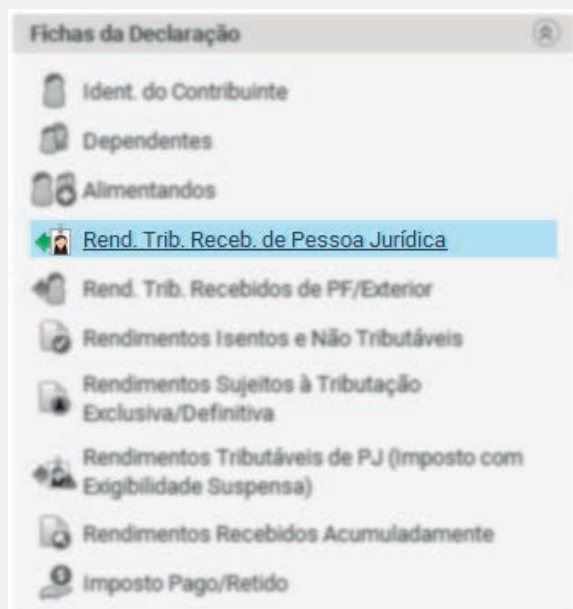 Fichas da Declaração
Ident. do Contribuinte
Dependentes
Alimentandos
Rend. Trib. Receb. de Pessoa Jurídica
Rend. Trib. Recebidos de PF/Exterior
Rendimentos Isentos e Não Tributáveis
Rendimentos Sujeitos à Tributação
Exclusiva/Definitiva
Rendimentos Tributáveis de PJ (Imposto com
Exigibilidade Suspensa)
Rendimentos Recebidos Acumuladamente
Imposto Pago/Retido